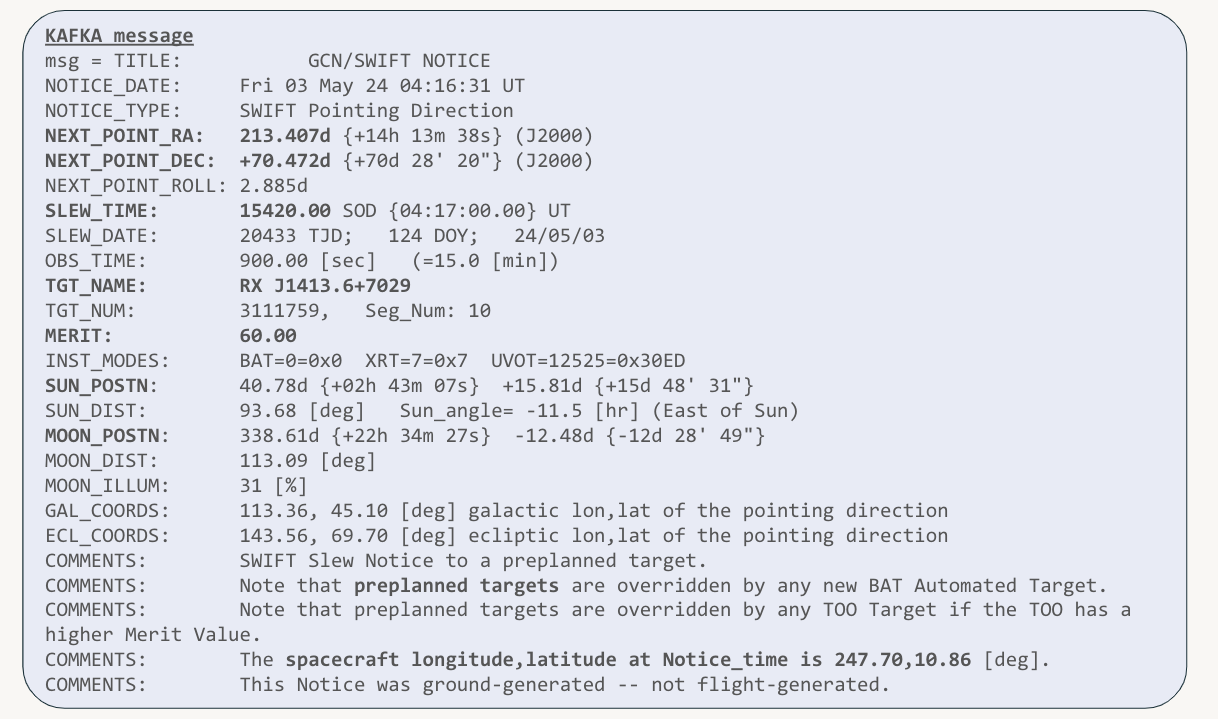 KAFKA message
msg = TITLE: GCN/SWIFT NOTICE
NOTICE_DATE: Fri 03 May 24 04:16:31 UT
NOTICE_TYPE: SWIFT Pointing Direction
NEXT_POINT_RA: 213.407d {+14h 13m 38s} (J2000)
NEXT_POINT_DEC: +70.472d {+70d 28' 20"} (J2000)
NEXT_POINT_ROLL: 2.885d
SLEW_TIME: 15420.00 SOD {04:17:00.00} UT
SLEW_DATE: 20433 TJD; 124 DOY; 24/05/03
OBS_TIME: 900.00 [sec] (=15.0 [min])
TGT_NAME: RX J1413.6+7029
TGT_NUM: 3111759, Seg_Num: 10
MERIT: 60.00
INST_MODES: BAT=0=0x0 XRT=7=0x7 UVOT=12525=0x30ED
SUN_POSTN: 40.78d {+02h 43m 07s} +15.81d {+15d 48' 31"}
SUN_DIST: 93.68 [deg] Sun_angle= -11.5 [hr] (East of Sun)
MOON_POSTN: 338.61d {+22h 34m 27s} -12.48d {-12d 28' 49"}
MOON_DIST: 113.09 [deg]
MOON_ILLUM: 31 [%]
GAL_COORDS: 113.36, 45.10 [deg] galactic lon,lat of the pointing direction
ECL_COORDS: 143.56, 69.70 [deg] ecliptic lon,lat of the pointing direction
COMMENTS: SWIFT Slew Notice to a preplanned target.
COMMENTS: Note that preplanned targets are overridden by any new BAT Automated Target.
COMMENTS: Note that preplanned targets are overridden by any TOO Target if the TOO has a
higher Merit Value.
COMMENTS: The spacecraft longitude,latitude at Notice_time is 247.70,10.86 [deg].
COMMENTS: This Notice was ground-generated -- not flight-generated.